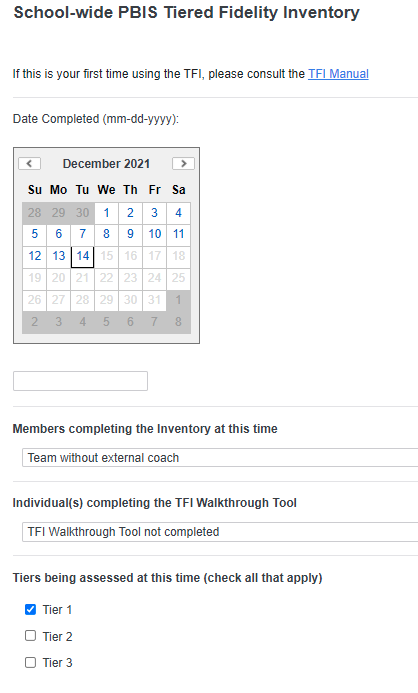 School-wide PBIS Tiered Fidelity Inventory
If this is your first time using the TFI, please consult the TFI Manual
Date Completed (mm-dd-yyyy):
< December 2021 >
Su Mo Tu We Th Fr Sa
28 29 30 1 2 3 4
5 6 7 8 9 10 11
12 13 14 15 16 17 18
19 20 21 22 23 24 25
26 27 28 29 30 31 1
2 3 4 5 6 7 8
Members completing the Inventory at this time
Team without external coach
Individual(s) completing the TFI Walkthrough Tool
TFI Walkthrough Tool not completed
Tiers being assessed at this time (check all that apply)
Tier 1
Tier 2
Tier 3